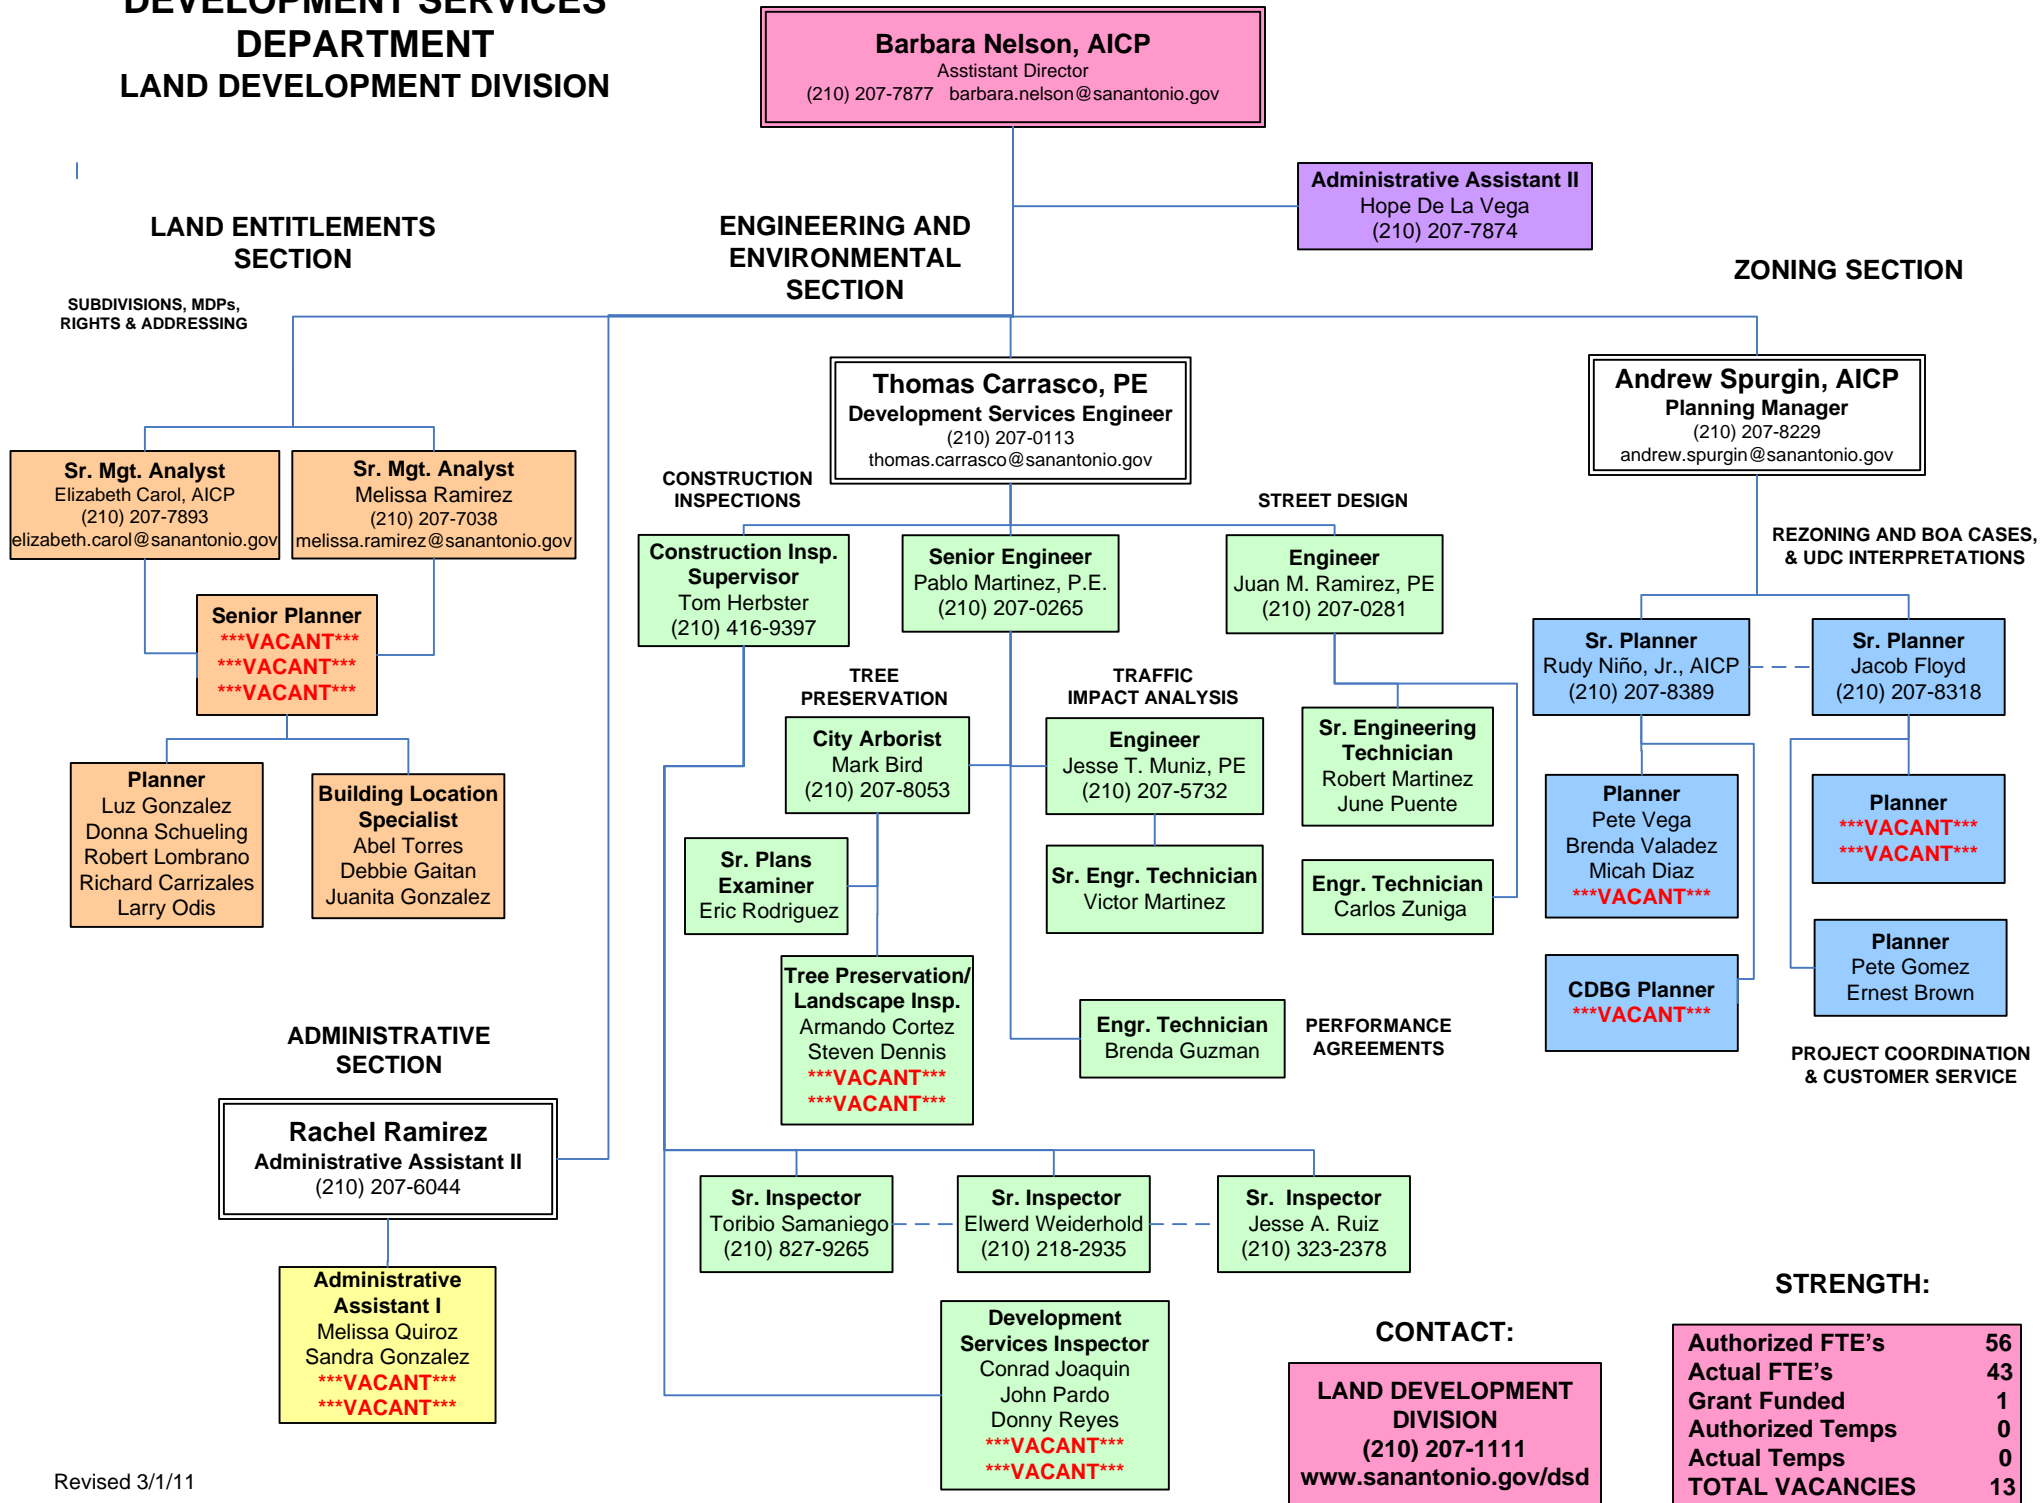 DEVELOPMENT SERVICES
DEPARTMENT
LAND DEVELOPMENT DIVISION
Barbara Nelson, AICP
Asstistant Director
(210) 207-7877 barbara.nelson@sanantonio.gov
Administrative Assistant II
Hope De La Vega
(210) 207-7874
LAND ENTITLEMENTS
SECTION
SUBDIVISIONS, MDPs,
RIGHTS & ADDRESSING
ENGINEERING AND
ENVIRONMENTAL
SECTION
ZONING SECTION
Thomas Carrasco, PE
Development Services Engineer
(210) 207-0113
thomas.carrasco@sanantonio.gov
Andrew Spurgin, AICP
Planning Manager
(210) 207-8229
andrew.spurgin@sanantonio.gov
Sr. Mgt. Analyst
Elizabeth Carol, AICP
(210) 207-7893
elizabeth.carol@sanantonio.gov
Sr. Mgt. Analyst
Melissa Ramirez
(210) 207-7038
melissa.ramirez@sanantonio.gov
Senior Planner
***VACANT***
***VACANT***
***VACANT***
Planner
Luz Gonzalez
Donna Schueling
Robert Lombrano
Richard Carrizales
Larry Odis
Building Location
Specialist
Abel Torres
Debbie Gaitan
Juanita Gonzalez
CONSTRUCTION
INSPECTIONS
STREET DESIGN
Construction Insp.
Supervisor
Tom Herbster
(210) 416-9397
Senior Engineer
Pablo Martinez, P.E.
(210) 207-0265
Engineer
Juan M. Ramirez, PE
(210) 207-0281
TREE
PRESERVATION
TRAFFIC
IMPACT ANALYSIS
City Arborist
Mark Bird
(210) 207-8053
Engineer
Jesse T. Muniz, PE
(210) 207-5732
Sr. Engineering
Technician
Robert Martinez
June Puente
Sr. Plans
Examiner
Eric Rodriguez
Sr. Engr. Technician
Victor Martinez
Engr. Technician
Carlos Zuniga
Tree Preservation/
Landscape Insp.
Armando Cortez
Steven Dennis
***VACANT***
***VACANT***
Engr. Technician
Brenda Guzman
PERFORMANCE
AGREEMENTS
REZONING AND BOA CASES,
& UDC INTERPRETATIONS
Sr. Planner
Rudy Niño, Jr., AICP
(210) 207-8389
Sr. Planner
Jacob Floyd
(210) 207-8318
Planner
Pete Vega
Brenda Valadez
Micah Diaz
***VACANT***
Planner
***VACANT***
***VACANT***
CDBG Planner
***VACANT***
Planner
Pete Gomez
Ernest Brown
PROJECT COORDINATION
& CUSTOMER SERVICE
ADMINISTRATIVE
SECTION
Rachel Ramirez
Administrative Assistant II
(210) 207-6044
Administrative
Assistant I
Melissa Quiroz
Sandra Gonzalez
***VACANT***
***VACANT***
Sr. Inspector
Toribio Samaniego
(210) 827-9265
Sr. Inspector
Elwerd Weiderhold
(210) 218-2935
Sr. Inspector
Jesse A. Ruiz
(210) 323-2378
Development
Services Inspector
Conrad Joaquin
John Pardo
Donny Reyes
***VACANT***
***VACANT***
CONTACT:
LAND DEVELOPMENT
DIVISION
(210) 207-1111
www.sanantonio.gov/dsd
STRENGTH:
Authorized FTE's 56
Actual FTE's 43
Grant Funded 1
Authorized Temps 0
Actual Temps 0
TOTAL VACANCIES 13
Revised 3/1/11